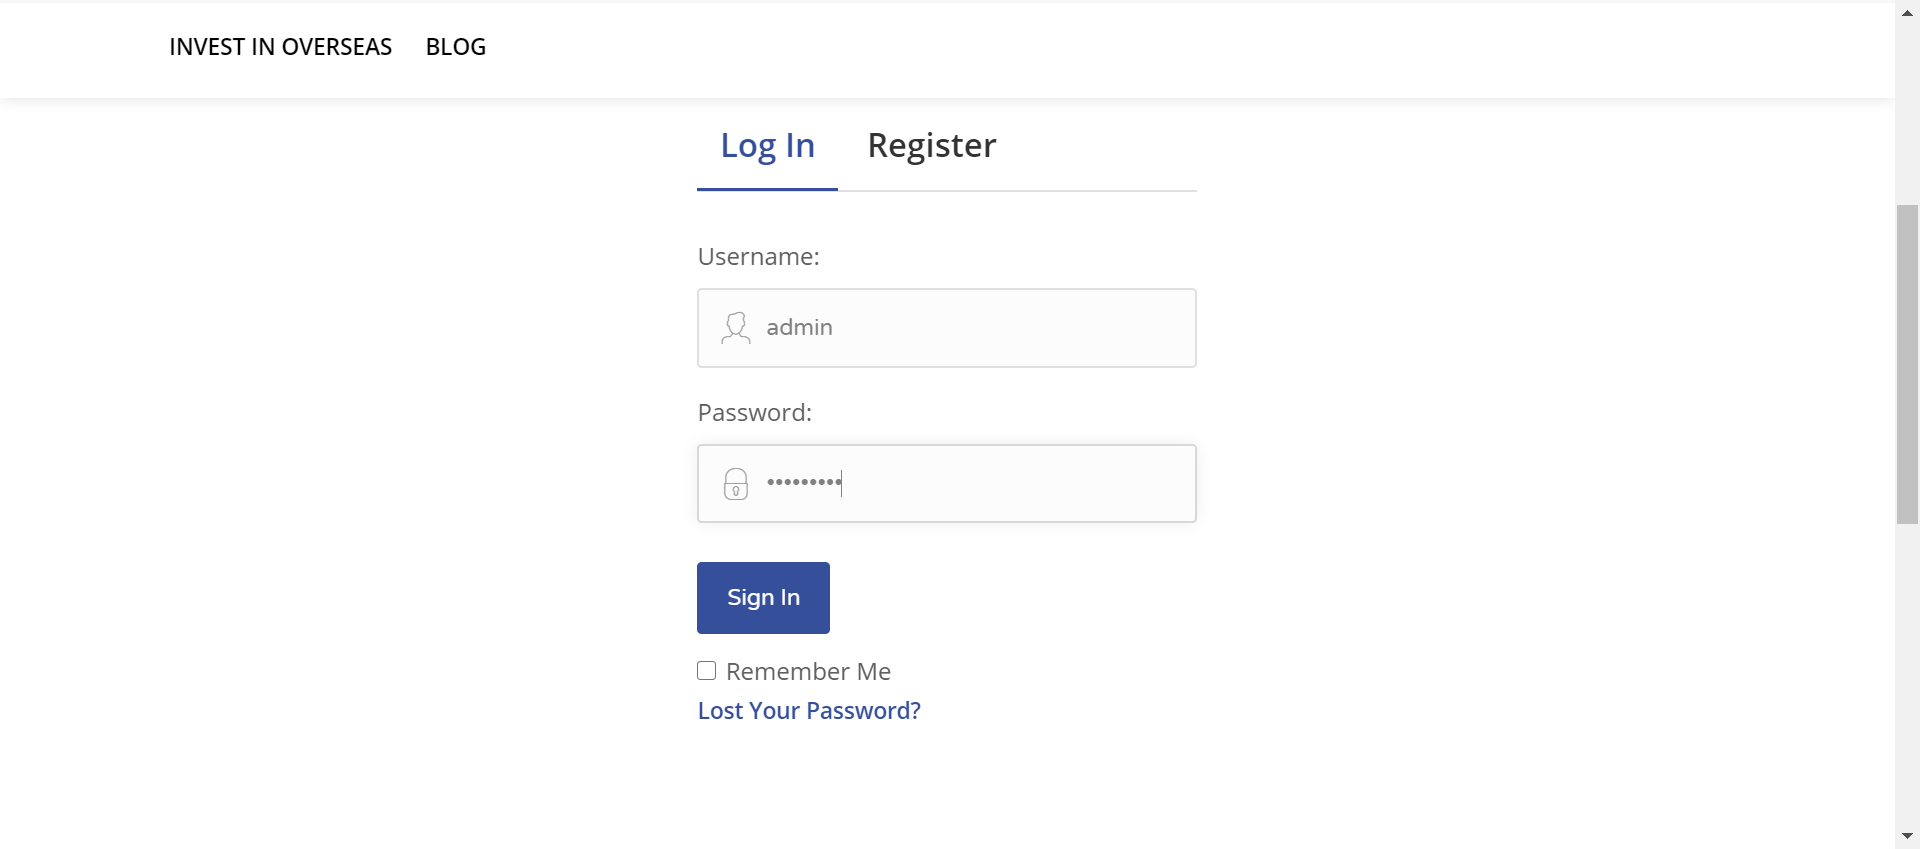 INVEST IN OVERSEAS BLOG
Log In Register
Username:
admin
Password:
•••••••••
Sign In
Remember Me
Lost Your Password?